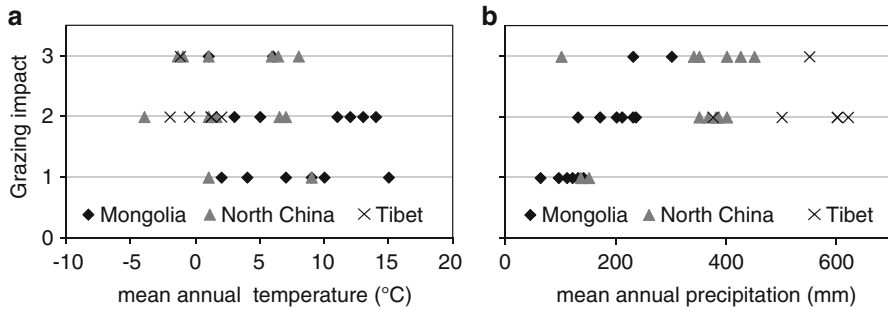 a
Grazing impact
3
2
1
0
Mongolia North China Tibet
-10 -5 0 5 10 15 20
mean annual temperature (°C)
b
Mongolia North China Tibet
0 200 400 600
mean annual precipitation (mm)